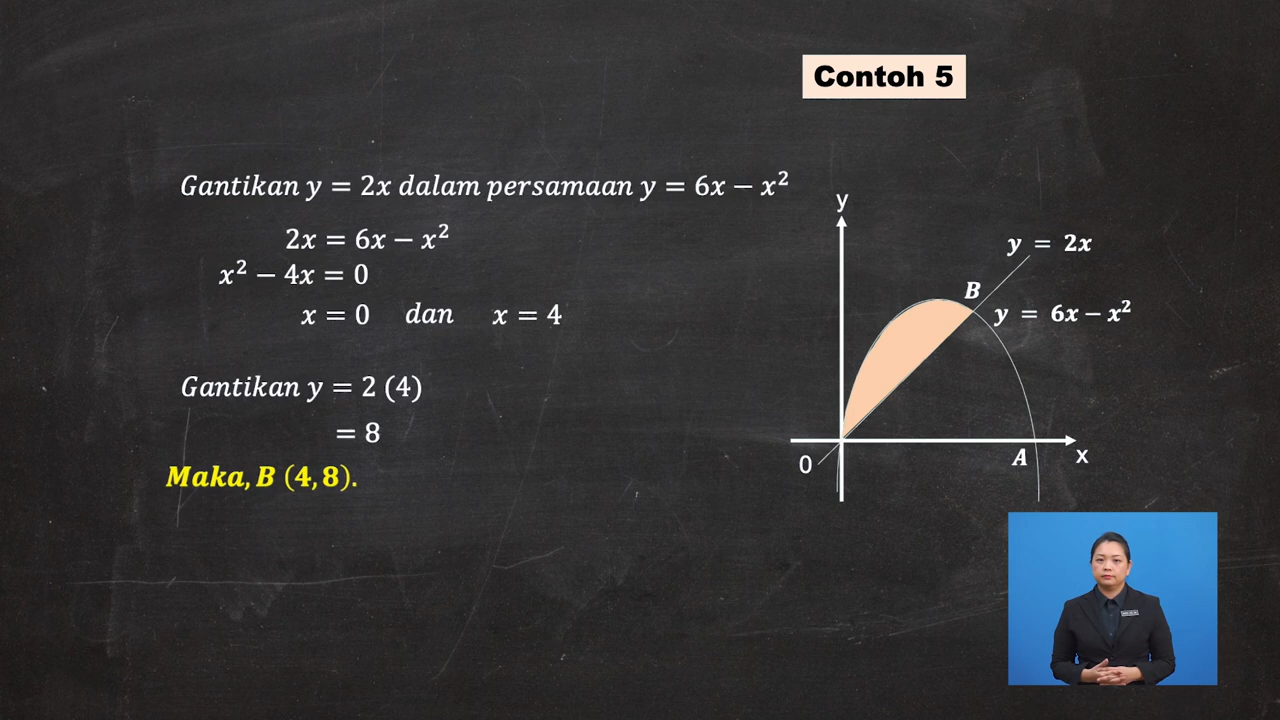 Contoh 5
Gantikan y = 2x dalam persamaan y = 6x − x²
2x = 6x − x²
x² − 4x = 0
x = 0 dan x = 4
Gantikan y = 2 (4)
= 8
Maka, B (4, 8).
y
y = 2x
B
y = 6x − x²
0
A
x